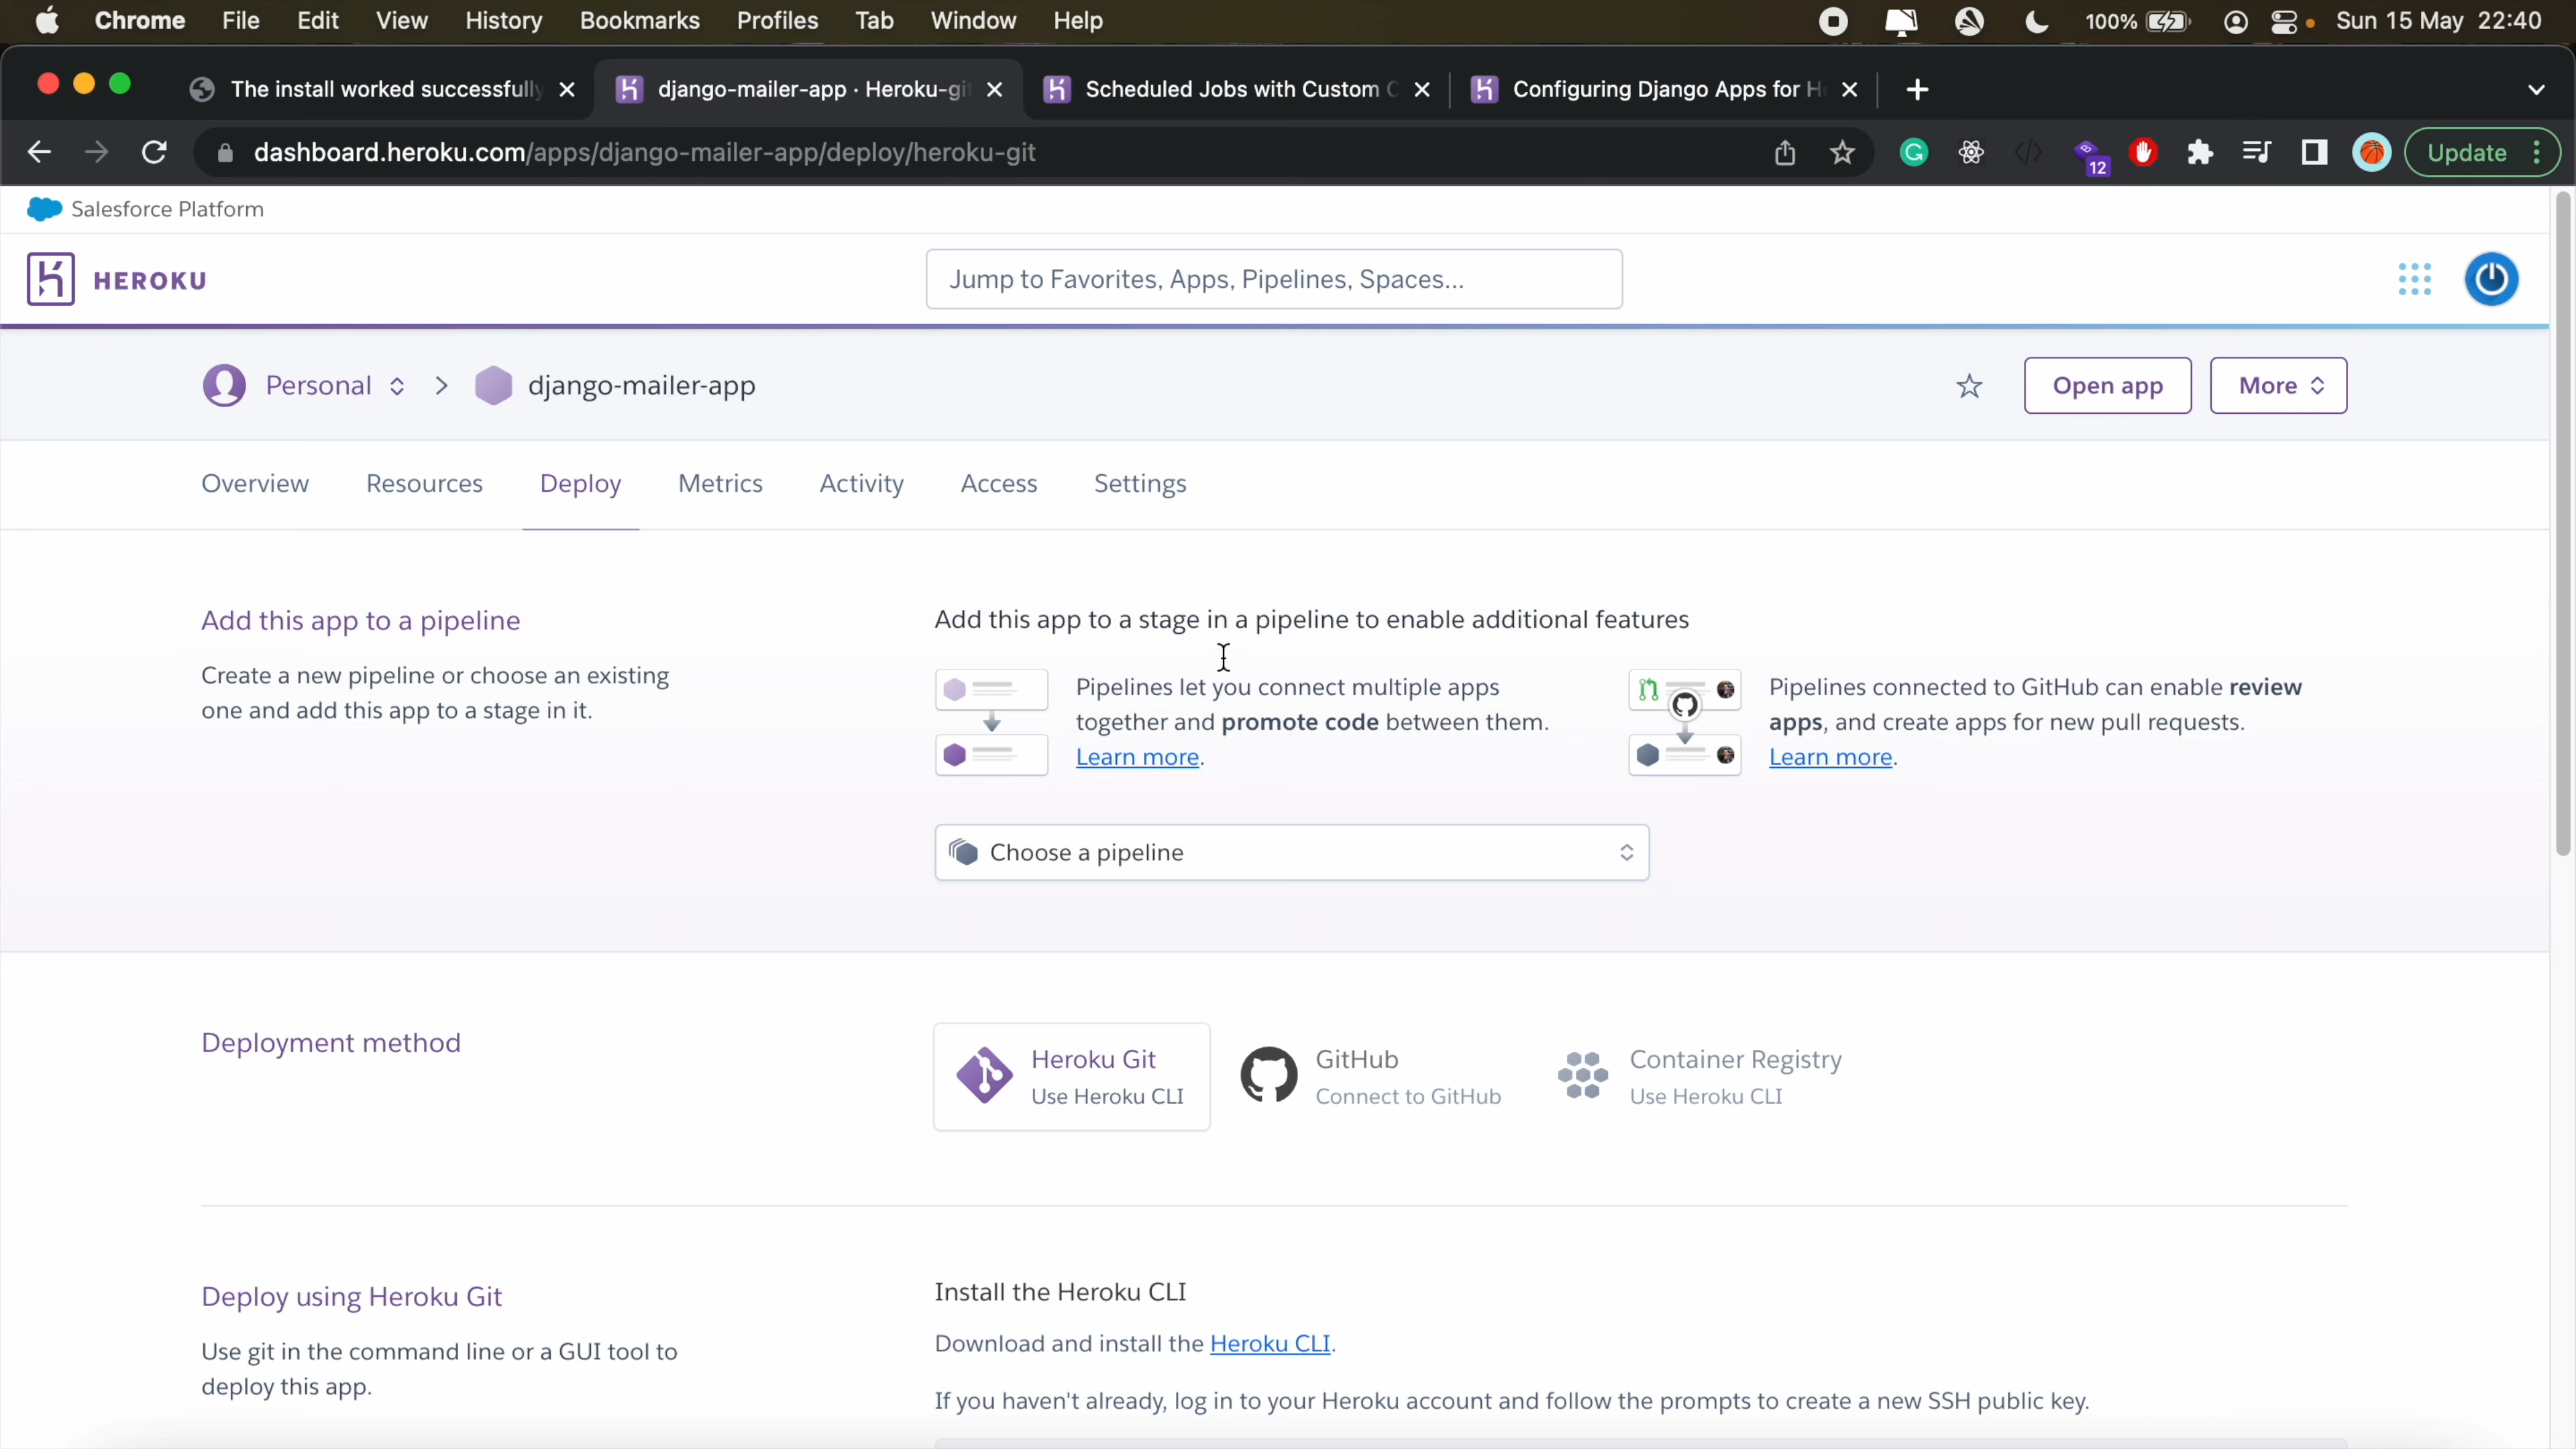 Chrome File Edit View History Bookmarks Profiles Tab Window Help 100% Sun 15 May 22:40
The install worked successfully django-mailer-app · Heroku-git Scheduled Jobs with Custom C Configuring Django Apps for H
dashboard.heroku.com/apps/django-mailer-app/deploy/heroku-git 12 Update
Salesforce Platform
HEROKU Jump to Favorites, Apps, Pipelines, Spaces...
Personal > django-mailer-app Open app More
Overview Resources Deploy Metrics Activity Access Settings
Add this app to a pipeline
Create a new pipeline or choose an existing
one and add this app to a stage in it.
Add this app to a stage in a pipeline to enable additional features
Pipelines let you connect multiple apps
together and promote code between them.
Learn more.
Pipelines connected to GitHub can enable review
apps, and create apps for new pull requests.
Learn more.
Choose a pipeline
Deployment method
Heroku Git
Use Heroku CLI
GitHub
Connect to GitHub
Container Registry
Use Heroku CLI
Deploy using Heroku Git
Use git in the command line or a GUI tool to
deploy this app.
Install the Heroku CLI
Download and install the Heroku CLI.
If you haven't already, log in to your Heroku account and follow the prompts to create a new SSH public key.